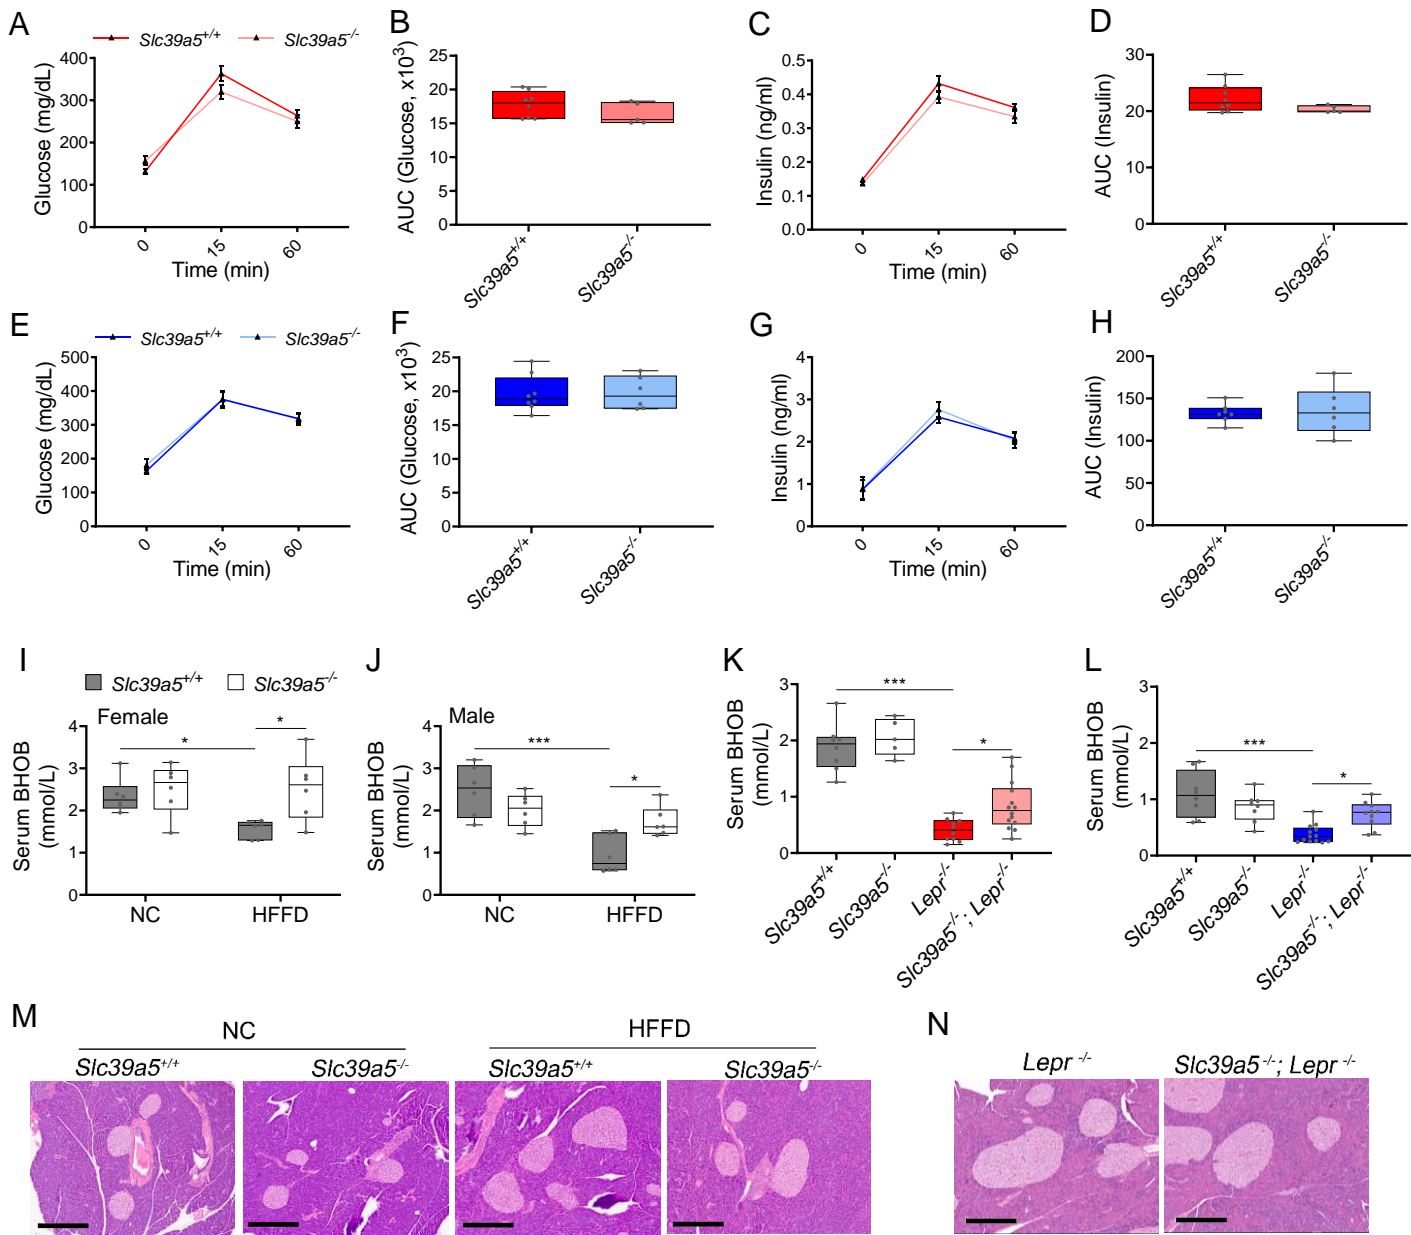 A
Slc39a5+/+
Slc39a5-/-
Glucose (mg/dL)
400
300
200
100
0
0
15
60
Time (min)
B
AUC (Glucose, x10³)
25
20
15
10
5
0
Slc39a5+/+
Slc39a5-/-
C
Insulin (ng/ml)
0.5
0.4
0.3
0.2
0.1
0.0
0
15
60
Time (min)
D
AUC (Insulin)
30
20
10
0
Slc39a5+/+
Slc39a5-/-
E
Slc39a5+/+
Slc39a5-/-
Glucose (mg/dL)
500
400
300
200
100
0
0
15
60
Time (min)
F
AUC (Glucose, x10³)
25
20
15
10
5
0
Slc39a5+/+
Slc39a5-/-
G
Insulin (ng/ml)
4
3
2
1
0
0
15
60
Time (min)
H
AUC (Insulin)
200
150
100
50
0
Slc39a5+/+
Slc39a5-/-
I
Slc39a5+/+
Slc39a5-/-
Female
Serum BHOB
(mmol/L)
4
3
2
1
0
*
*
NC
HFFD
J
Male
Serum BHOB
(mmol/L)
4
3
2
1
0
***
*
NC
HFFD
K
Serum BHOB
(mmol/L)
3
2
1
0
***
*
Slc39a5+/+
Slc39a5-/-
Lepr-/-
Slc39a5-/-; Lepr-/-
L
Serum BHOB
(mmol/L)
3
2
1
0
***
*
Slc39a5+/+
Slc39a5-/-
Lepr-/-
Slc39a5-/-; Lepr-/-
M
NC
HFFD
Slc39a5+/+
Slc39a5-/-
Slc39a5+/+
Slc39a5-/-
N
Lepr -/-
Slc39a5-/-; Lepr -/-